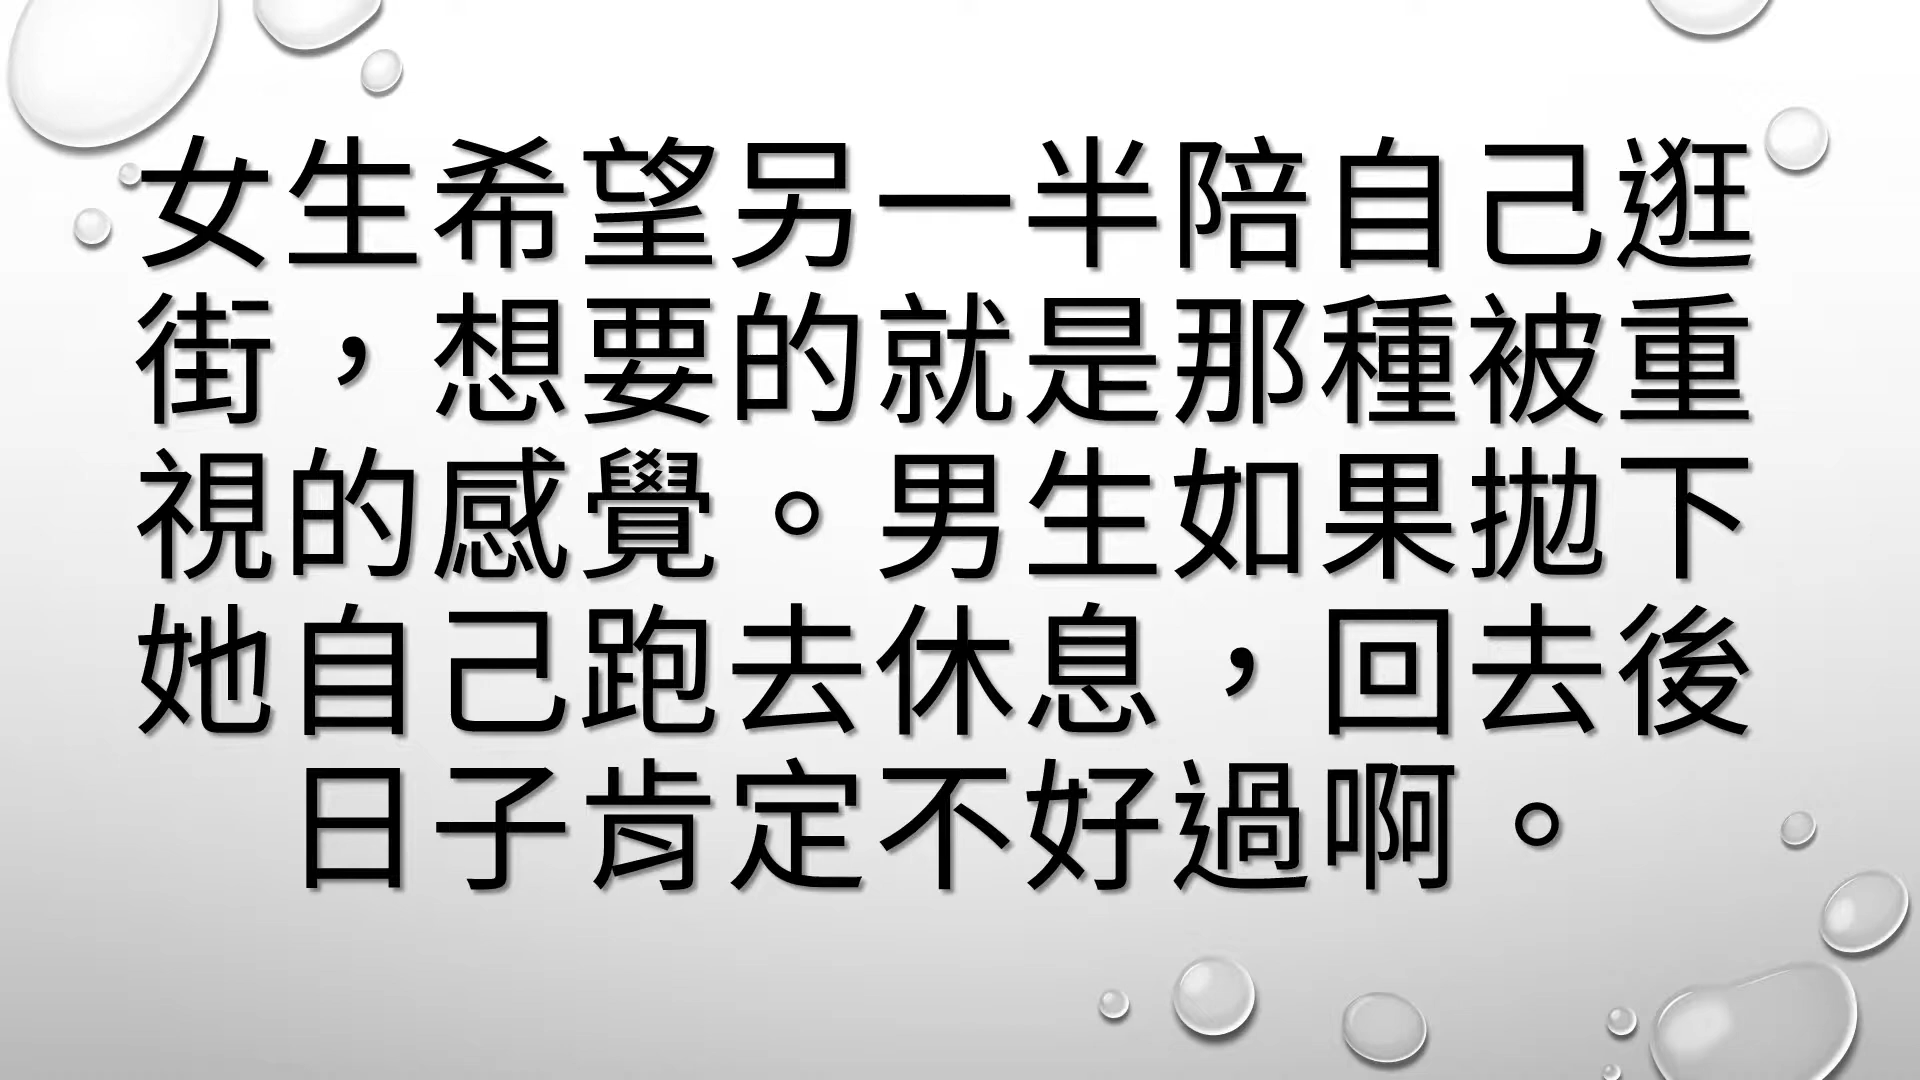 女生希望另一半陪自己逛
街，想要的就是那種被重
視的感覺。男生如果拋下
她自己跑去休息，回去後
日子肯定不好過啊。